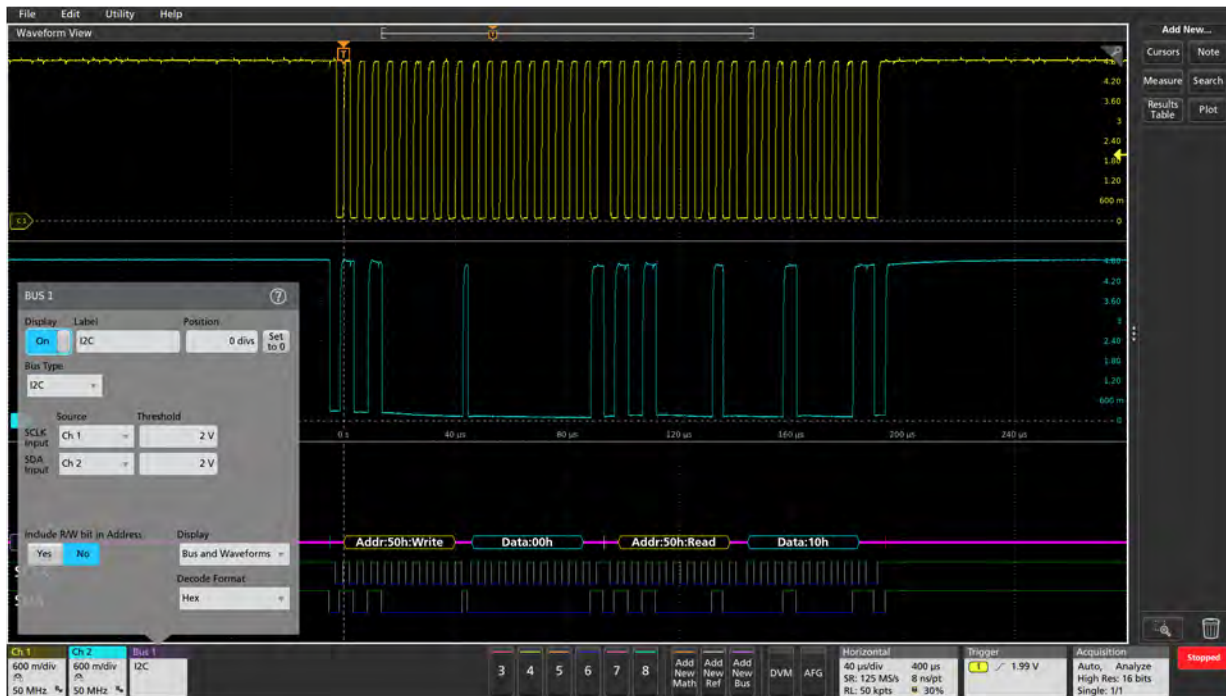 File Edit Utility Help
Waveform View
Add New...
Cursors Note
Measure Search
Results Table Plot
T
T
4.20
3.60
3
2.40
1.80
1.20
600 m
0
C1
4.80
4.20
3.60
2.40
1.80
1.20
600 m
0
BUS 1 ?
Display Label Position
On I2C 0 divs Set to 0
Bus Type
I2C
Source Threshold
SCLK Input Ch 1 2 V
SDA Input Ch 2 2 V
Include R/W bit in Address Display
Yes No Bus and Waveforms
Decode Format
Hex
0 s 40 µs 80 µs 120 µs 160 µs 200 µs 240 µs
Addr:50h:Write Data:00h Addr:50h:Read Data:10h
Ch 1
600 m/div
50 MHz
Ch 2
600 m/div
50 MHz
Bus 1
I2C
3 4 5 6 7 8
Add New Math
Add New Ref
Add New Bus
DVM AFG
Horizontal
40 µs/div 400 µs
SR: 125 MS/s 8 ns/pt
RL: 50 kpts 30%
Trigger
1 1.99 V
Acquisition
Auto, Analyze
High Res: 16 bits
Single: 1/1
Stopped